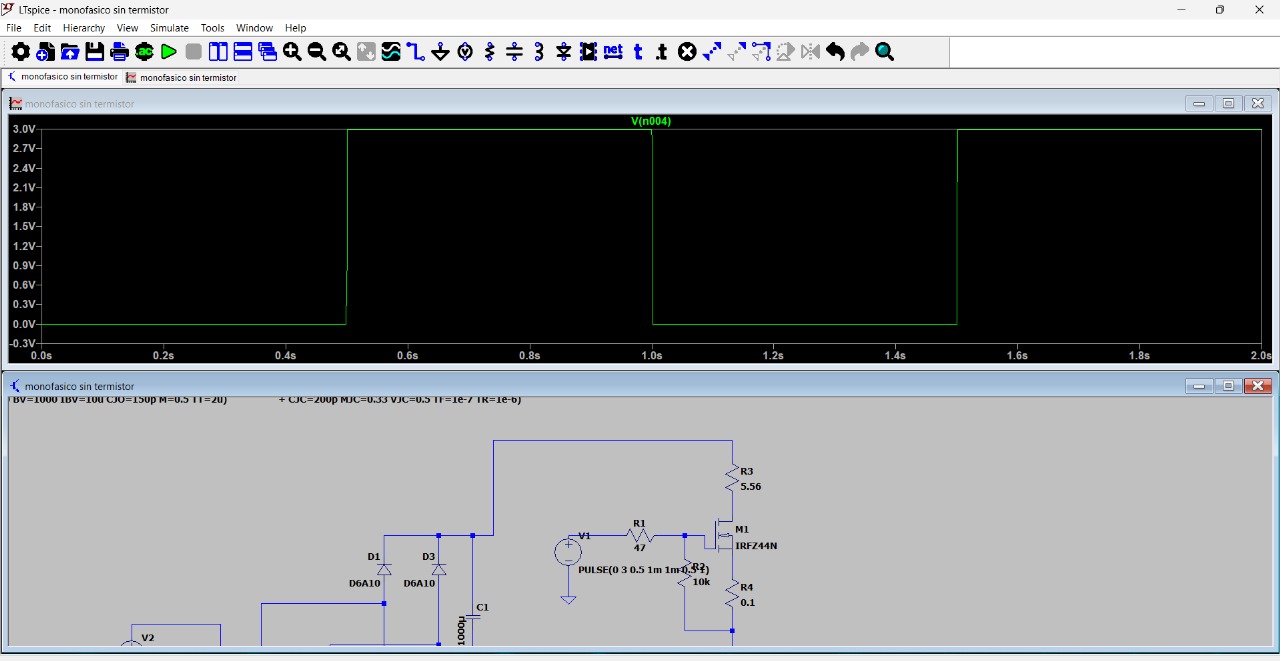 LTspice - monofasico sin termistor
File Edit Hierarchy View Simulate Tools Window Help
.ac net t .t
monofasico sin termistor monofasico sin termistor
monofasico sin termistor
V(n004)
3.0V
2.7V
2.4V
2.1V
1.8V
1.5V
1.2V
0.9V
0.6V
0.3V
0.0V
-0.3V
0.0s 0.2s 0.4s 0.6s 0.8s 1.0s 1.2s 1.4s 1.6s 1.8s 2.0s
monofasico sin termistor
BV=1000 IBV=10u CJO=150p M=0.5 TT=2u) + CJC=200p MJC=0.33 VJC=0.5 TF=1e-7 TR=1e-6)
R3
5.56
R1
47
V1
M1
IRFZ44N
D1
D6A10
D3
D6A10
PULSE(0 3 0.5 1m 1m 0.5 1)
R2
10k
R4
0.1
C1
1000µ
V2